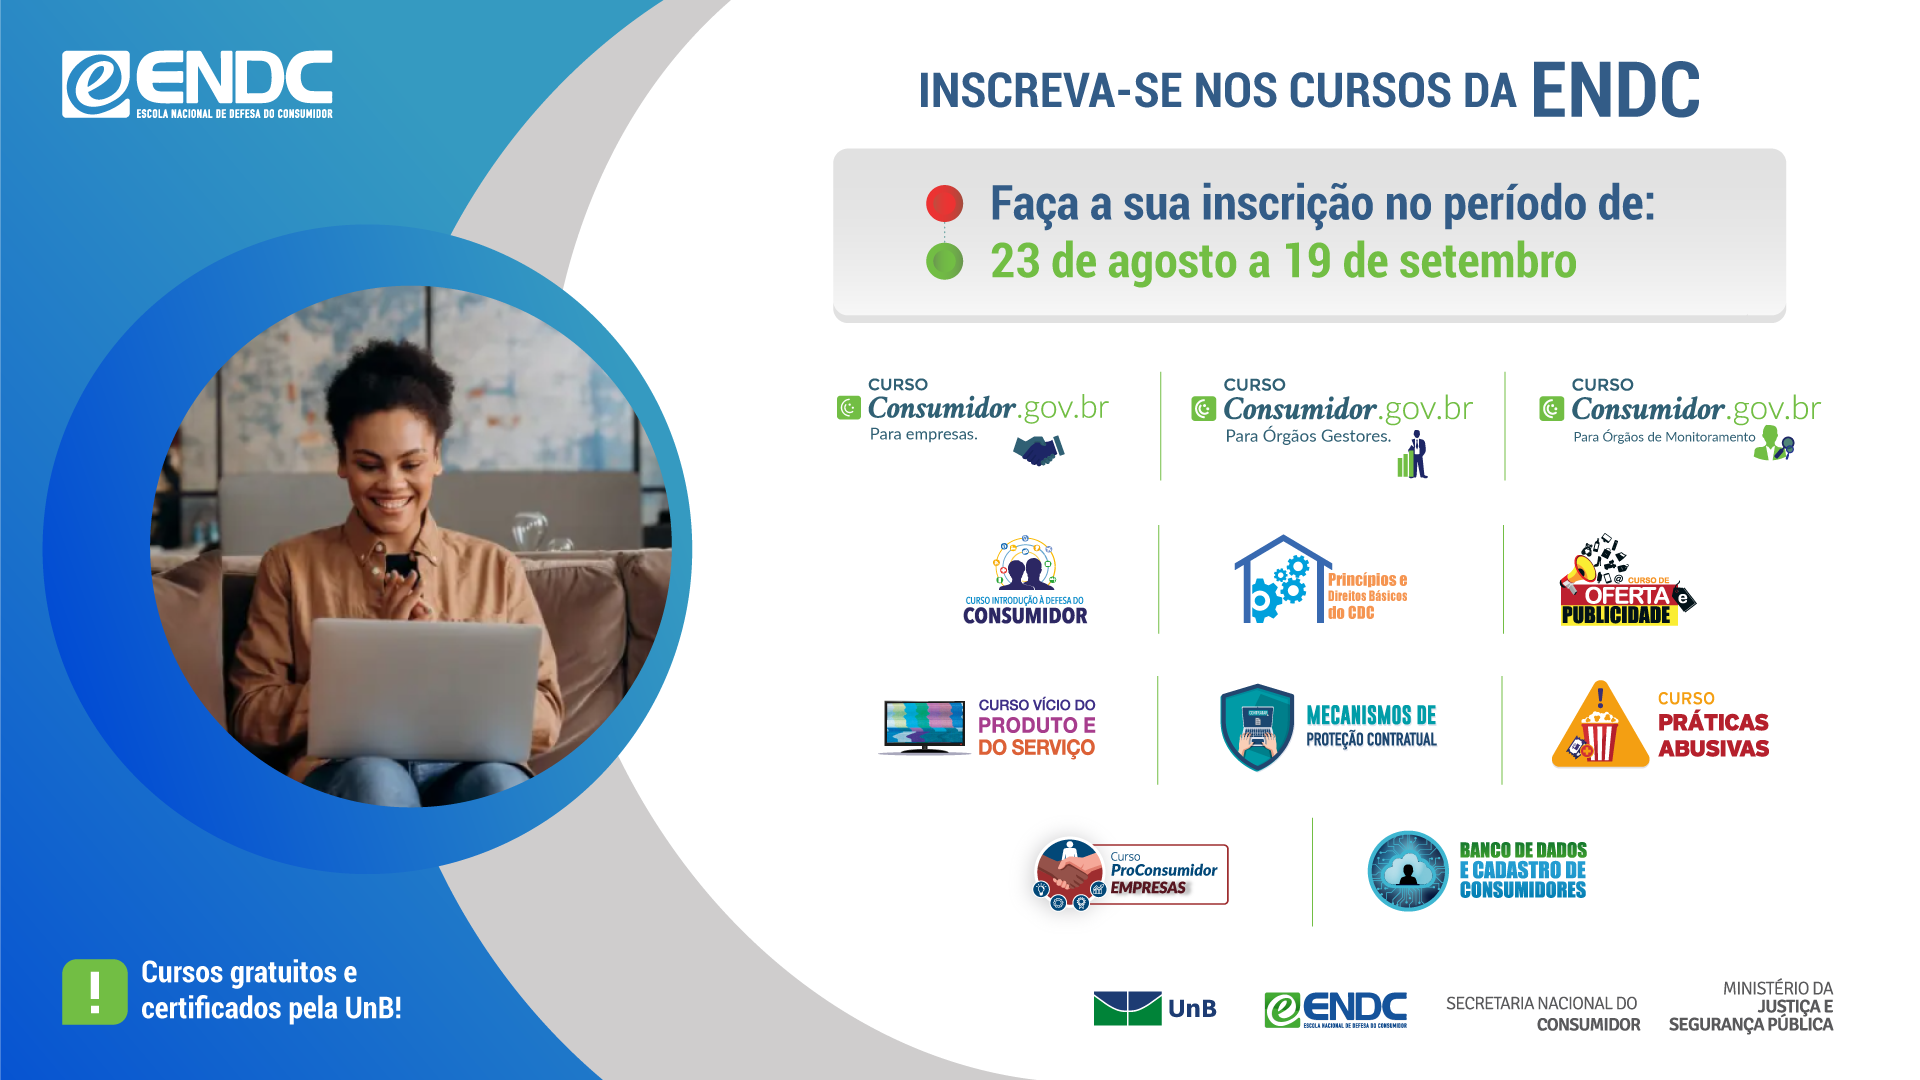 ENDC
ESCOLA NACIONAL DE DEFESA DO CONSUMIDOR
INSCREVA-SE NOS CURSOS DA ENDC
Faça a sua inscrição no período de:
23 de agosto a 19 de setembro
CURSO
Consumidor.gov.br
Para empresas.
CURSO
Consumidor.gov.br
Para Órgãos Gestores.
CURSO
Consumidor.gov.br
Para Órgãos de Monitoramento
CURSO INTRODUÇÃO À DEFESA DO
CONSUMIDOR
Princípios e
Direitos Básicos
do CDC
CURSO DE
OFERTA e
PUBLICIDADE
CURSO VÍCIO DO
PRODUTO E
DO SERVIÇO
MECANISMOS DE
PROTEÇÃO CONTRATUAL
CURSO
PRÁTICAS
ABUSIVAS
Curso
ProConsumidor
EMPRESAS
BANCO DE DADOS
E CADASTRO DE
CONSUMIDORES
! Cursos gratuitos e
certificados pela UnB!
UnB
ENDC
ESCOLA NACIONAL DE DEFESA DO CONSUMIDOR
SECRETARIA NACIONAL DO
CONSUMIDOR
MINISTÉRIO DA
JUSTIÇA E
SEGURANÇA PÚBLICA